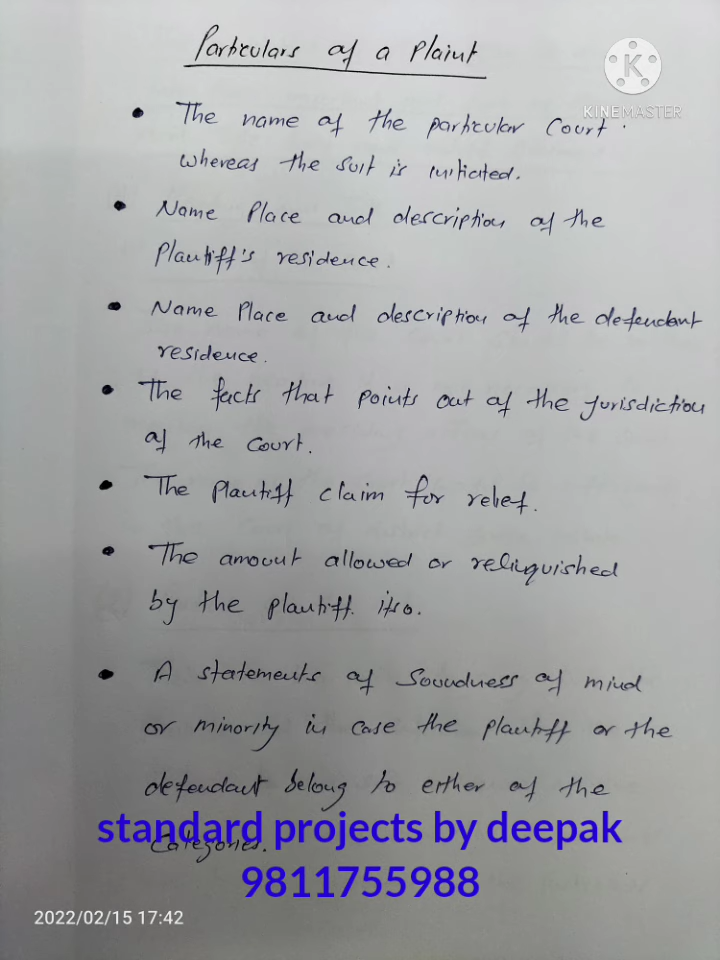 Particulars of a Plaint
KINEMASTER
• The name of the particular Court.
whereas the suit is initiated.
• Name Place and description of the
Plaintiff's residence.
• Name Place and description of the defendant
residence.
• The facts that points out of the jurisdiction
of the Court.
• The Plaintiff claim for relief.
• The amount allowed or relinquished
by the plaintiff. itso.
• A statements of Soundness of mind
or minority in case the plaintiff or the
defendant belong to either of the
Categories.
standard projects by deepak
9811755988
2022/02/15 17:42